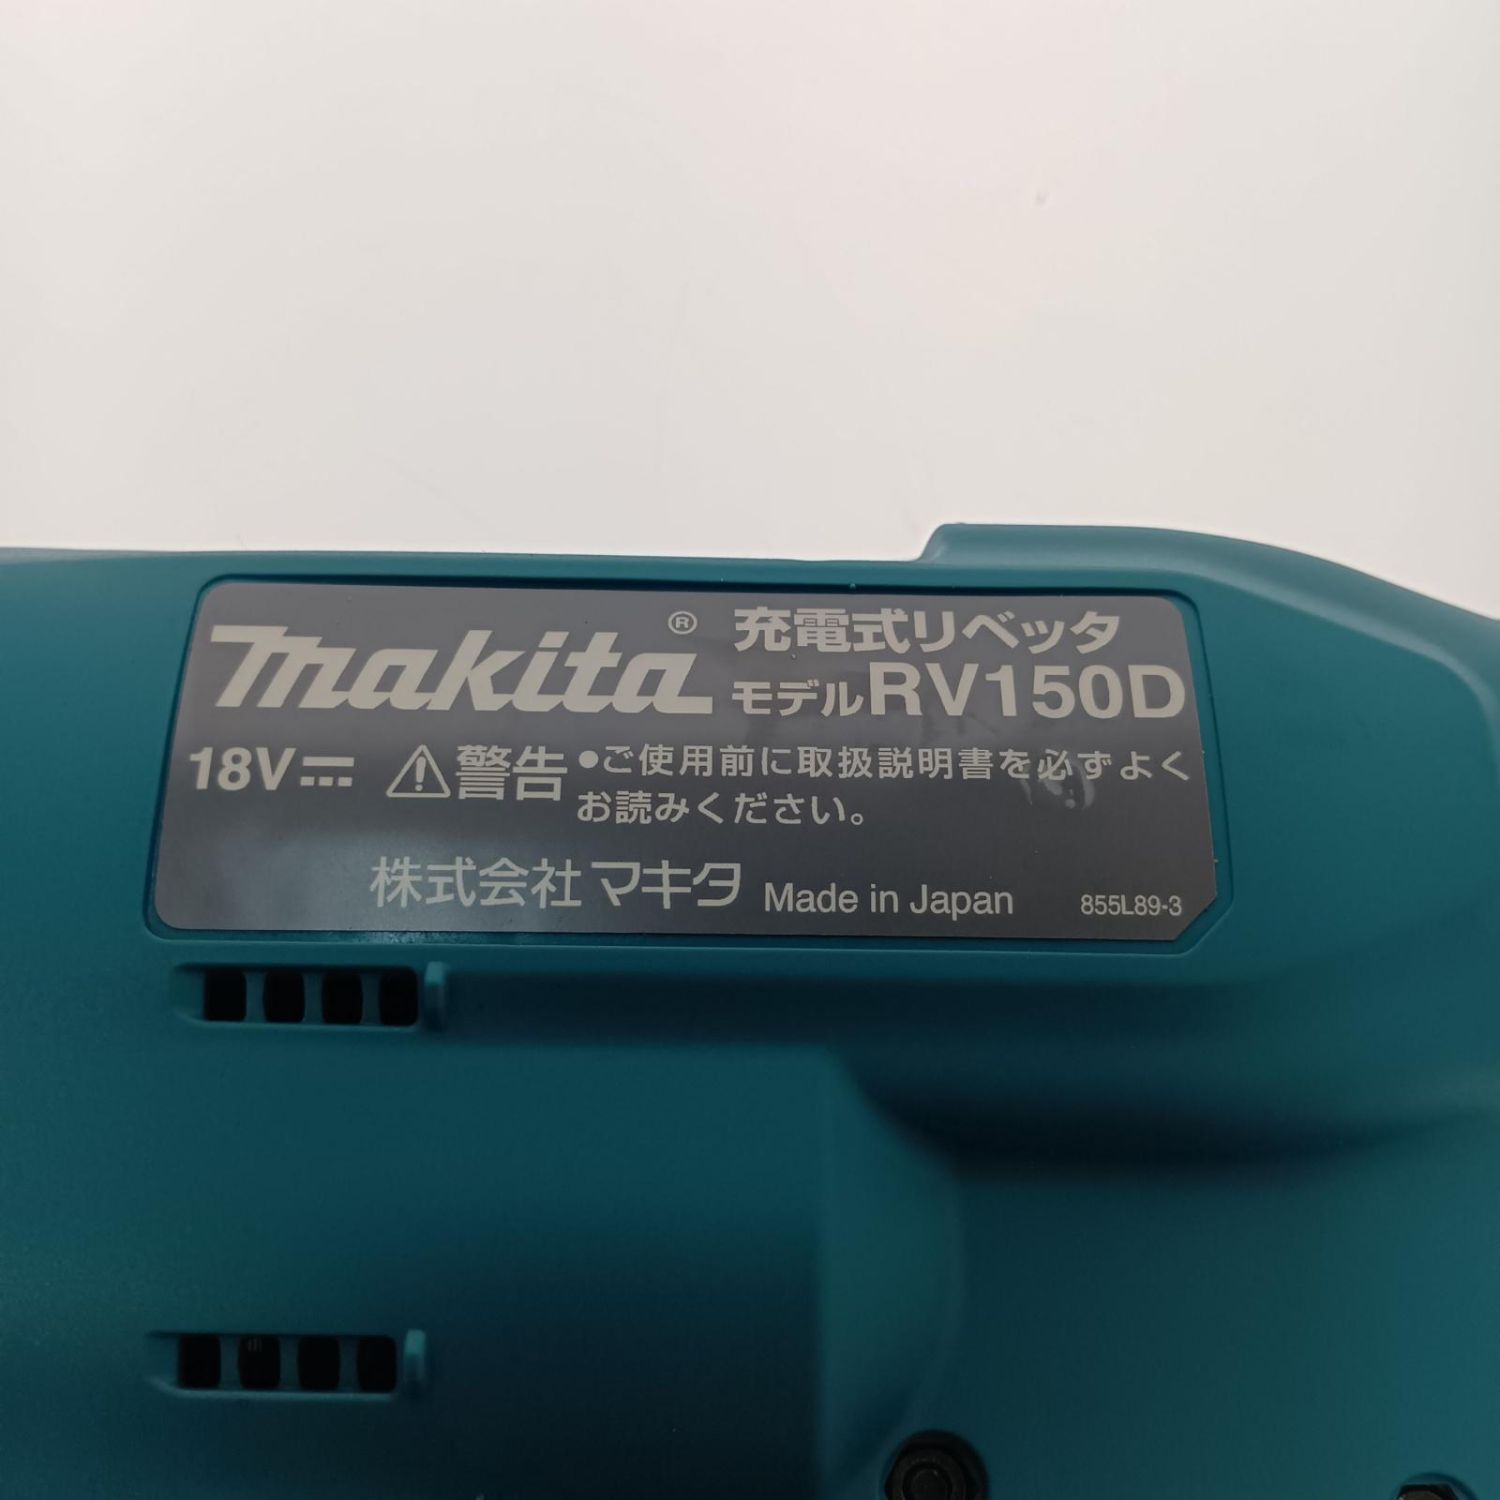 makita®
充電式リベッタ
モデルRV150D
18V⎓ ⚠警告 ●ご使用前に取扱説明書を必ずよく
お読みください。
株式会社マキタ Made in Japan 855L89-3